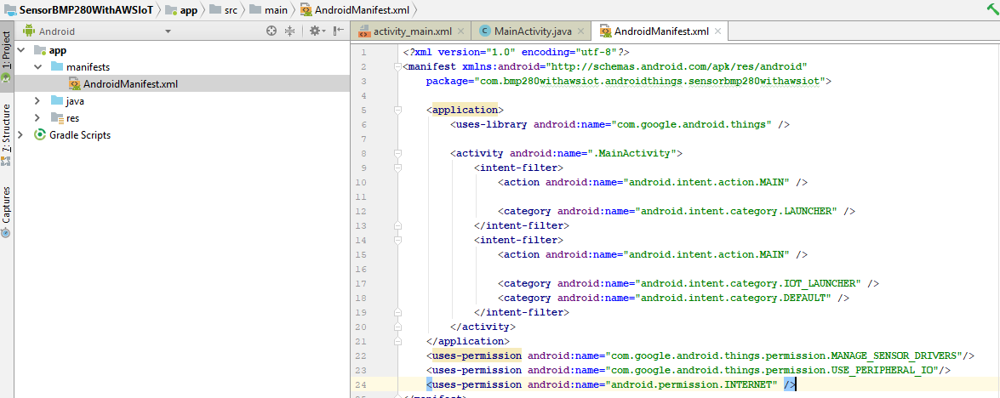 SensorBMP280WithAWSIoT app src main AndroidManifest.xml
Android
activity_main.xml MainActivity.java AndroidManifest.xml
1: Project
7: Structure
Captures
app
manifests
AndroidManifest.xml
java
res
Gradle Scripts
1 <?xml version="1.0" encoding="utf-8"?>
2 <manifest xmlns:android="http://schemas.android.com/apk/res/android"
3 package="com.bmp280withawsiot.androidthings.sensorbmp280withawsiot">
4
5 <application>
6 <uses-library android:name="com.google.android.things" />
7
8 <activity android:name=".MainActivity">
9 <intent-filter>
10 <action android:name="android.intent.action.MAIN" />
11
12 <category android:name="android.intent.category.LAUNCHER" />
13 </intent-filter>
14 <intent-filter>
15 <action android:name="android.intent.action.MAIN" />
16
17 <category android:name="android.intent.category.IOT_LAUNCHER" />
18 <category android:name="android.intent.category.DEFAULT" />
19 </intent-filter>
20 </activity>
21 </application>
22 <uses-permission android:name="com.google.android.things.permission.MANAGE_SENSOR_DRIVERS"/>
23 <uses-permission android:name="com.google.android.things.permission.USE_PERIPHERAL_IO"/>
24 <uses-permission android:name="android.permission.INTERNET" />